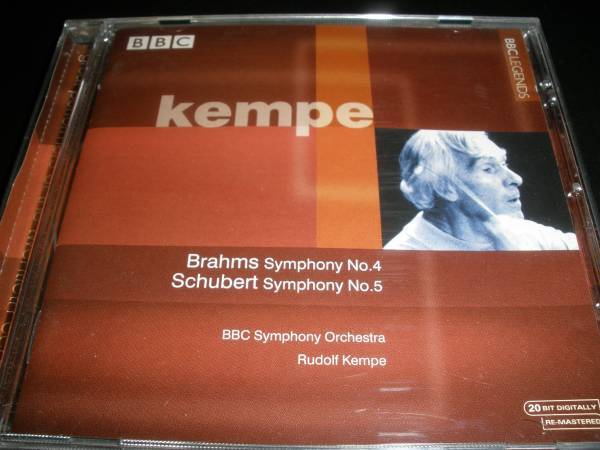 BBC
BBC LEGENDS
kempe
Brahms Symphony No.4
Schubert Symphony No.5
BBC Symphony Orchestra
Rudolf Kempe
20 BIT DIGITALLY
RE-MASTERED